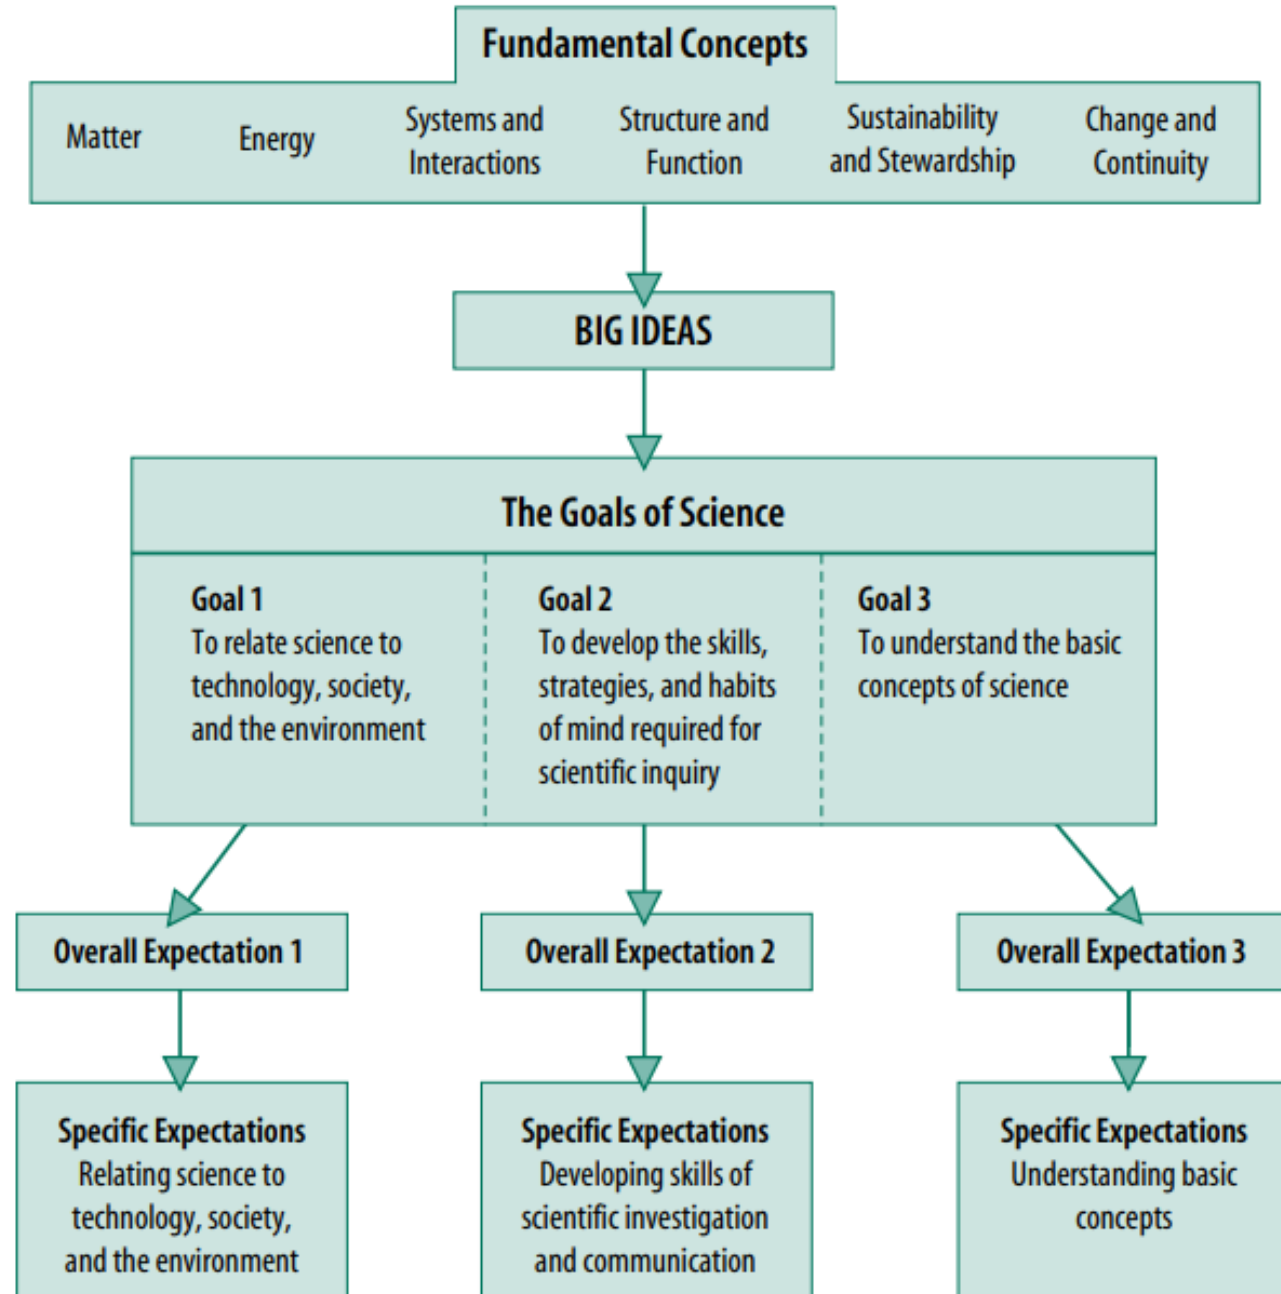 Fundamental Concepts
Matter
Energy
Systems and
Interactions
Structure and
Function
Sustainability
and Stewardship
Change and
Continuity
BIG IDEAS
The Goals of Science
Goal 1
To relate science to
technology, society,
and the environment
Goal 2
To develop the skills,
strategies, and habits
of mind required for
scientific inquiry
Goal 3
To understand the basic
concepts of science
Overall Expectation 1
Overall Expectation 2
Overall Expectation 3
Specific Expectations
Relating science to
technology, society,
and the environment
Specific Expectations
Developing skills of
scientific investigation
and communication
Specific Expectations
Understanding basic
concepts